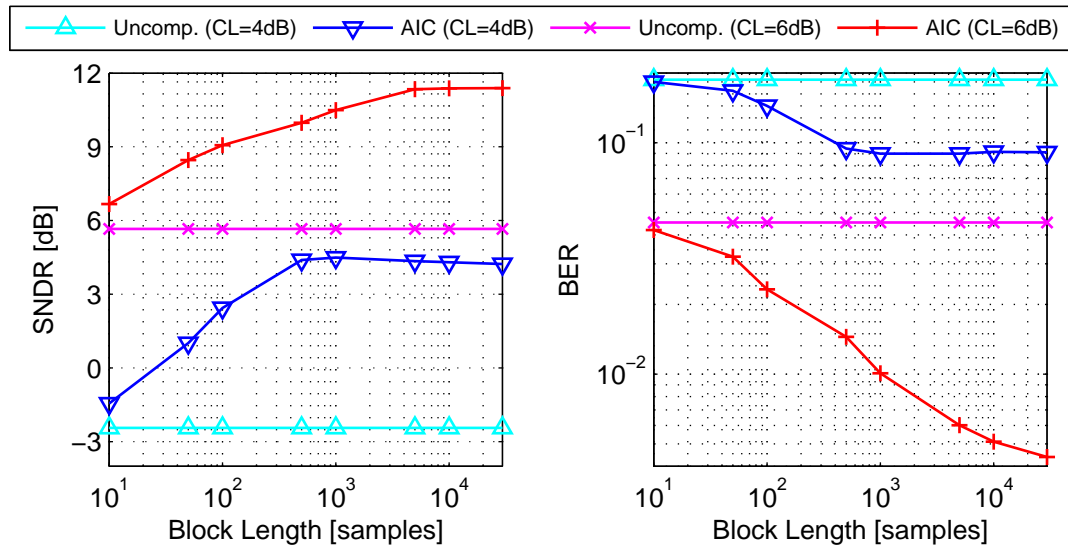 Uncomp. (CL=4dB) AIC (CL=4dB) Uncomp. (CL=6dB) AIC (CL=6dB)
SNDR [dB]
12
9
6
3
0
−3
10^1 10^2 10^3 10^4
Block Length [samples]
BER
10^−1
10^−2
10^1 10^2 10^3 10^4
Block Length [samples]